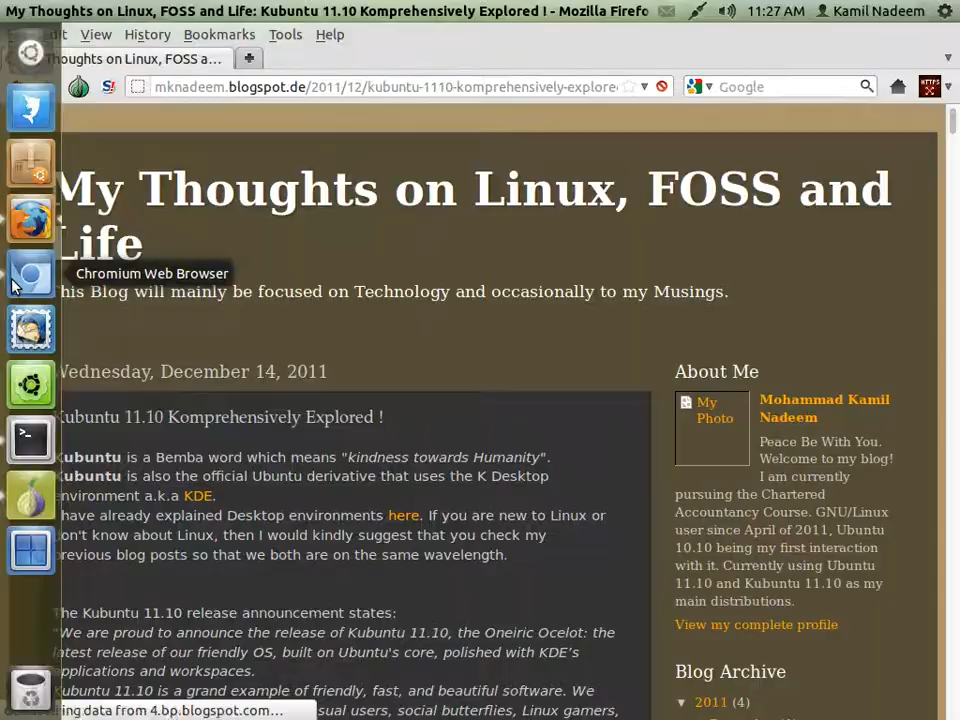 My Thoughts on Linux, FOSS and Life: Kubuntu 11.10 Komprehensively Explored ! - Mozilla Firefo
11:27 AM
Kamil Nadeem
View
History
Bookmarks
Tools
Help
Thoughts on Linux, FOSS a...
HTTPS
mknadeem.blogspot.de/2011/12/kubuntu-1110-komprehensively-explore
Google
My Thoughts on Linux, FOSS and
Life
Chromium Web Browser
his Blog will mainly be focused on Technology and occasionally to my Musings.
Wednesday, December 14, 2011
Kubuntu 11.10 Komprehensively Explored !
Kubuntu is a Bemba word which means "kindness towards Humanity".
Kubuntu is also the official Ubuntu derivative that uses the K Desktop
environment a.k.a KDE.
have already explained Desktop environments here. If you are new to Linux or
don't know about Linux, then I would kindly suggest that you check my
previous blog posts so that we both are on the same wavelength.
The Kubuntu 11.10 release announcement states:
"We are proud to announce the release of Kubuntu 11.10, the Oneiric Ocelot: the
latest release of our friendly OS, built on Ubuntu's core, polished with KDE's
applications and workspaces.
Kubuntu 11.10 is a grand example of friendly, fast, and beautiful software. We
sual users, social butterflies, Linux gamers,
About Me
My
Photo
Mohammad Kamil
Nadeem
Peace Be With You.
Welcome to my blog!
I am currently
pursuing the Chartered
Accountancy Course. GNU/Linux
user since April of 2011, Ubuntu
10.10 being my first interaction
with it. Currently using Ubuntu
11.10 and Kubuntu 11.10 as my
main distributions.
View my complete profile
Blog Archive
▼ 2011 (4)
data from 4.bp.blogspot.com...